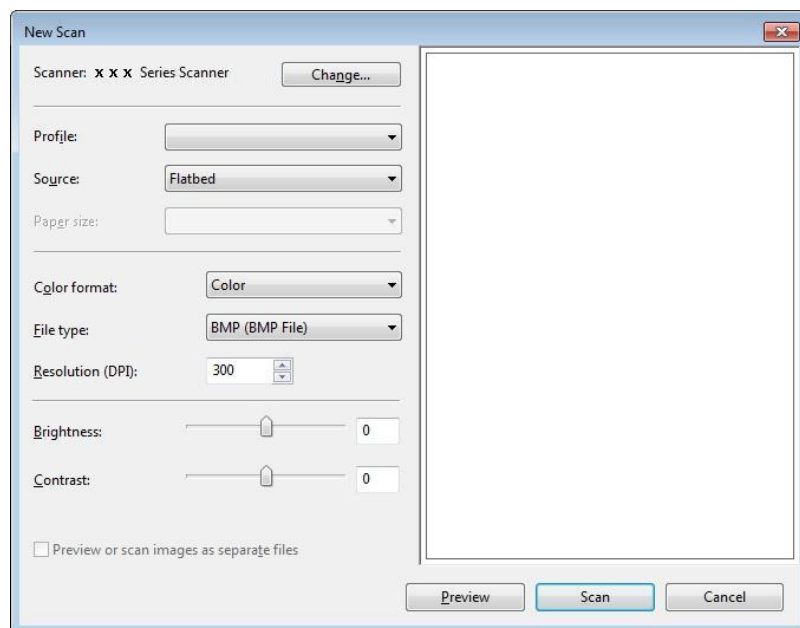 New Scan
Scanner: x x x Series Scanner
Change...
Profile:
Source: Flatbed
Paper size:
Color format: Color
File type: BMP (BMP File)
Resolution (DPI): 300
Brightness: 0
Contrast: 0
Preview or scan images as separate files
Preview Scan Cancel